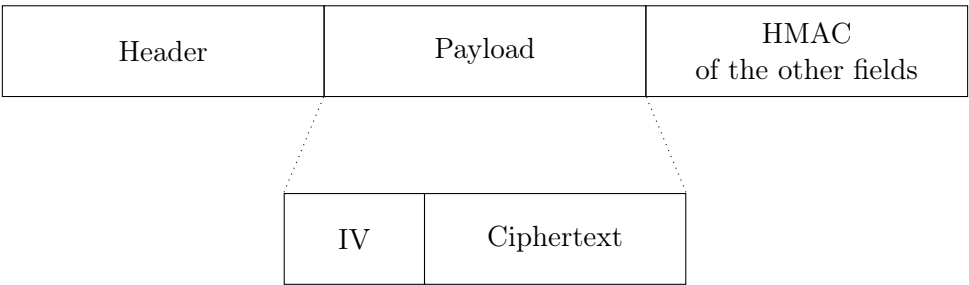 Header
Payload
HMAC
of the other fields
IV
Ciphertext